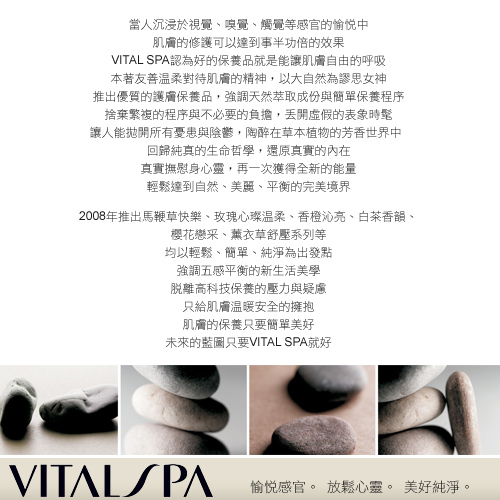 當人沉浸於視覺、嗅覺、觸覺等感官的愉悅中
肌膚的修護可以達到事半功倍的效果
VITAL SPA認為好的保養品就是能讓肌膚自由的呼吸
本著友善溫柔對待肌膚的精神，以大自然為謬思女神
推出優質的護膚保養品，強調天然萃取成份與簡單保養程序
捨棄繁複的程序與不必要的負擔，丟開虛假的表象時髦
讓人能拋開所有憂患與陰鬱，陶醉在草本植物的芳香世界中
回歸純真的生命哲學，還原真實的內在
真實撫慰身心靈，再一次獲得全新的能量
輕鬆達到自然、美麗、平衡的完美境界
2008年推出馬鞭草快樂、玫瑰心璨溫柔、香橙沁亮、白茶香韻、
櫻花戀采、薰衣草舒壓系列等
均以輕鬆、簡單、純淨為出發點
強調五感平衡的新生活美學
脫離高科技保養的壓力與疑慮
只給肌膚溫暖安全的擁抱
肌膚的保養只要簡單美好
未來的藍圖只要VITAL SPA就好
VITAL SPA
愉悅感官。 放鬆心靈。 美好純淨。